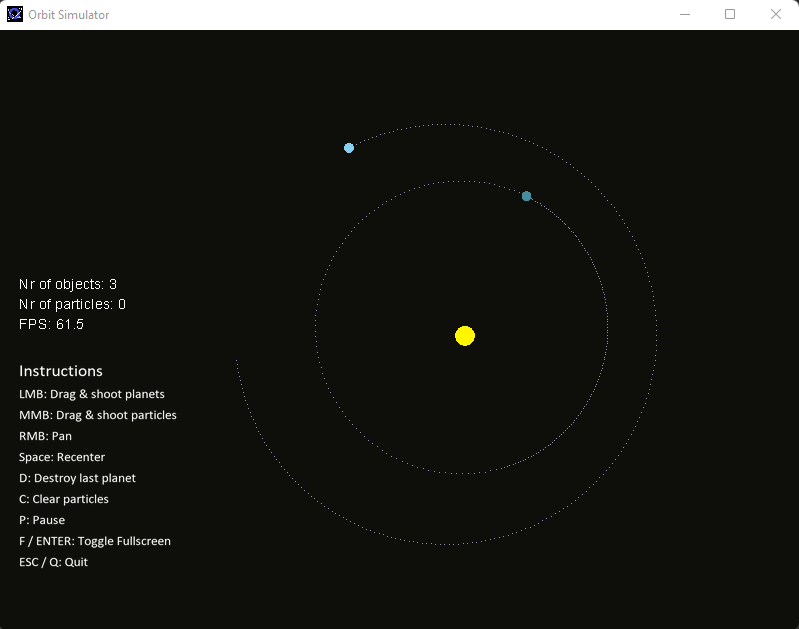 Orbit Simulator
Nr of objects: 3
Nr of particles: 0
FPS: 61.5
Instructions
LMB: Drag & shoot planets
MMB: Drag & shoot particles
RMB: Pan
Space: Recenter
D: Destroy last planet
C: Clear particles
P: Pause
F / ENTER: Toggle Fullscreen
ESC / Q: Quit